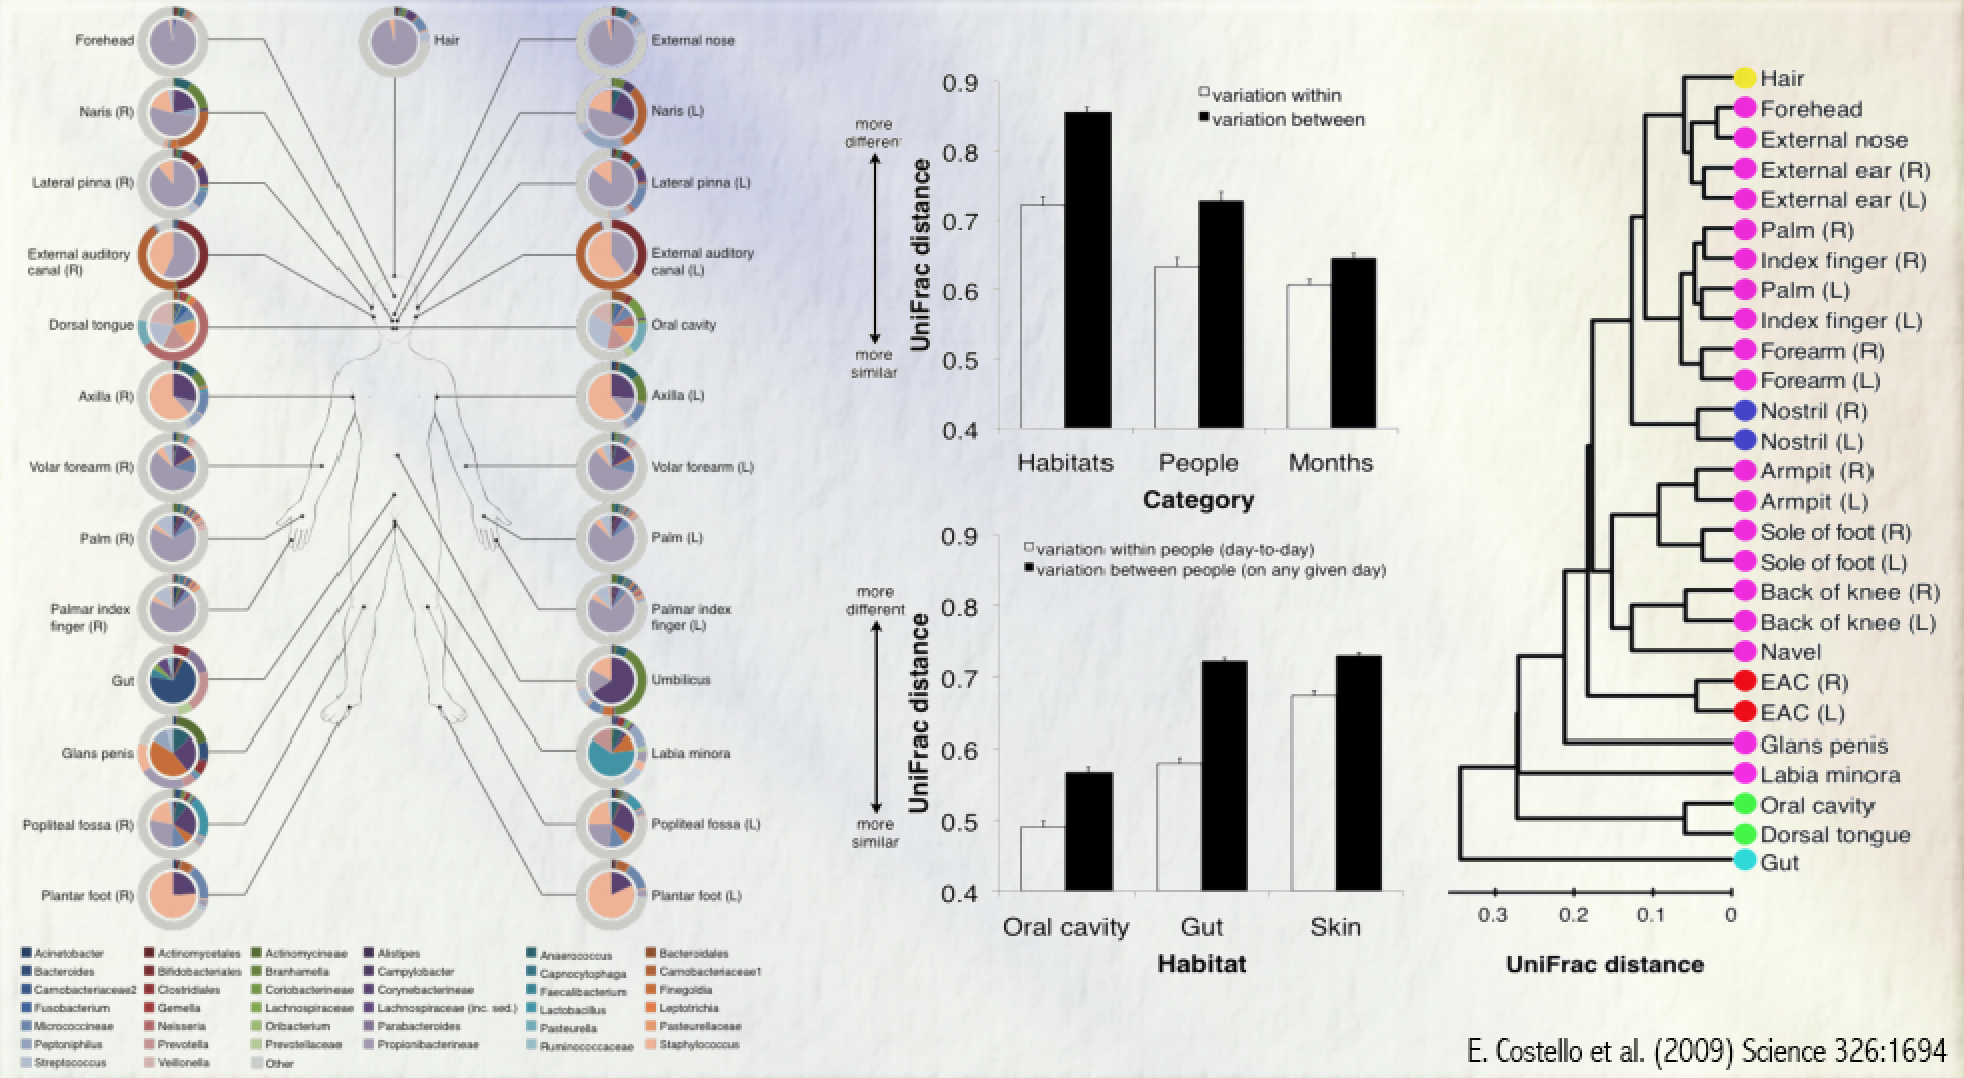 Forehead
Hair
External nose
Naris (R)
Naris (L)
Lateral pinna (R)
Lateral pinna (L)
External auditory
canal (R)
External auditory
canal (L)
Dorsal tongue
Oral cavity
Axilla (R)
Axilla (L)
Volar forearm (R)
Volar forearm (L)
Palm (R)
Palm (L)
Palmar index
finger (R)
Palmar index
finger (L)
Gut
Umbilicus
Glans penis
Labia minora
Popliteal fossa (R)
Popliteal fossa (L)
Plantar foot (R)
Plantar foot (L)
Acinetobacter
Bacteroides
Carnobacteriaceae2
Fusobacterium
Micrococcineae
Peptoniphilus
Streptococcus
Actinomycetales
Bifidobacteriales
Clostridiales
Gemella
Neisseria
Prevotella
Veillonella
Actinomycineae
Branhamella
Coriobacterineae
Lachnospiraceae
Oribacterium
Prevotellaceae
Other
Alistipes
Campylobacter
Corynebacterineae
Lachnospiraceae (inc. sed.)
Parabacteroides
Propionibacterineae
Anaerococcus
Capnocytophaga
Faecalibacterium
Lactobacillus
Pasteurella
Ruminococcaceae
Bacteroidales
Carnobacteriaceae1
Finegoldia
Leptotrichia
Pasteurellaceae
Staphylococcus
more
different
more
similar
UniFrac distance
0.9
0.8
0.7
0.6
0.5
0.4
variation within
variation between
Habitats
People
Months
Category
more
different
more
similar
UniFrac distance
0.9
0.8
0.7
0.6
0.5
0.4
variation within people (day-to-day)
variation between people (on any given day)
Oral cavity
Gut
Skin
Habitat
Hair
Forehead
External nose
External ear (R)
External ear (L)
Palm (R)
Index finger (R)
Palm (L)
Index finger (L)
Forearm (R)
Forearm (L)
Nostril (R)
Nostril (L)
Armpit (R)
Armpit (L)
Sole of foot (R)
Sole of foot (L)
Back of knee (R)
Back of knee (L)
Navel
EAC (R)
EAC (L)
Glans penis
Labia minora
Oral cavity
Dorsal tongue
Gut
0.3
0.2
0.1
0
UniFrac distance
E. Costello et al. (2009) Science 326:1694